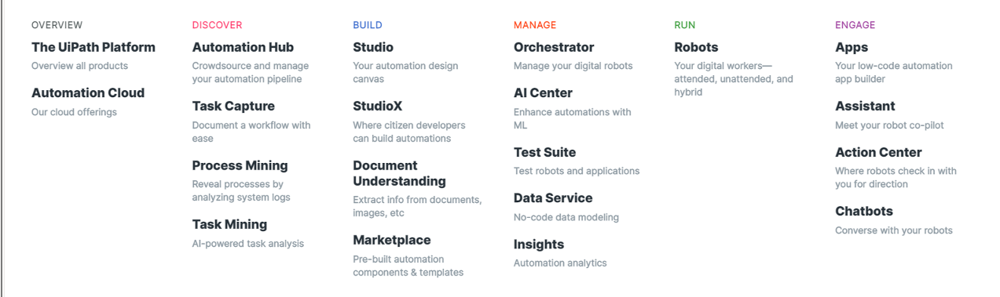 OVERVIEW
The UiPath Platform
Overview all products
Automation Cloud
Our cloud offerings
DISCOVER
Automation Hub
Crowdsource and manage
your automation pipeline
Task Capture
Document a workflow with
ease
Process Mining
Reveal processes by
analyzing system logs
Task Mining
AI-powered task analysis
BUILD
Studio
Your automation design
canvas
StudioX
Where citizen developers
can build automations
Document
Understanding
Extract info from documents,
images, etc
Marketplace
Pre-built automation
components & templates
MANAGE
Orchestrator
Manage your digital robots
AI Center
Enhance automations with
ML
Test Suite
Test robots and applications
Data Service
No-code data modeling
Insights
Automation analytics
RUN
Robots
Your digital workers—
attended, unattended, and
hybrid
ENGAGE
Apps
Your low-code automation
app builder
Assistant
Meet your robot co-pilot
Action Center
Where robots check in with
you for direction
Chatbots
Converse with your robots